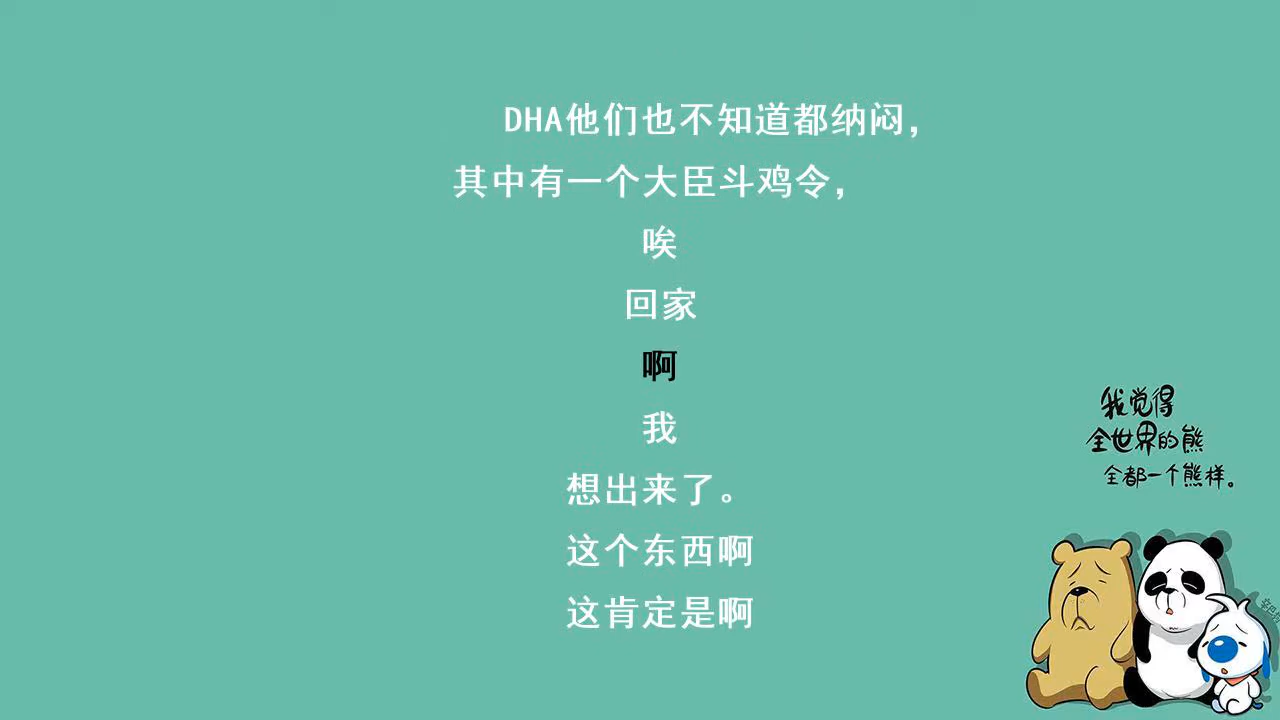 DHA他们也不知道都纳闷，
其中有一个大臣斗鸡令，
唉
回家
啊
我
想出来了。
这个东西啊
这肯定是啊
我觉得
全世界的熊
全都一个熊样。